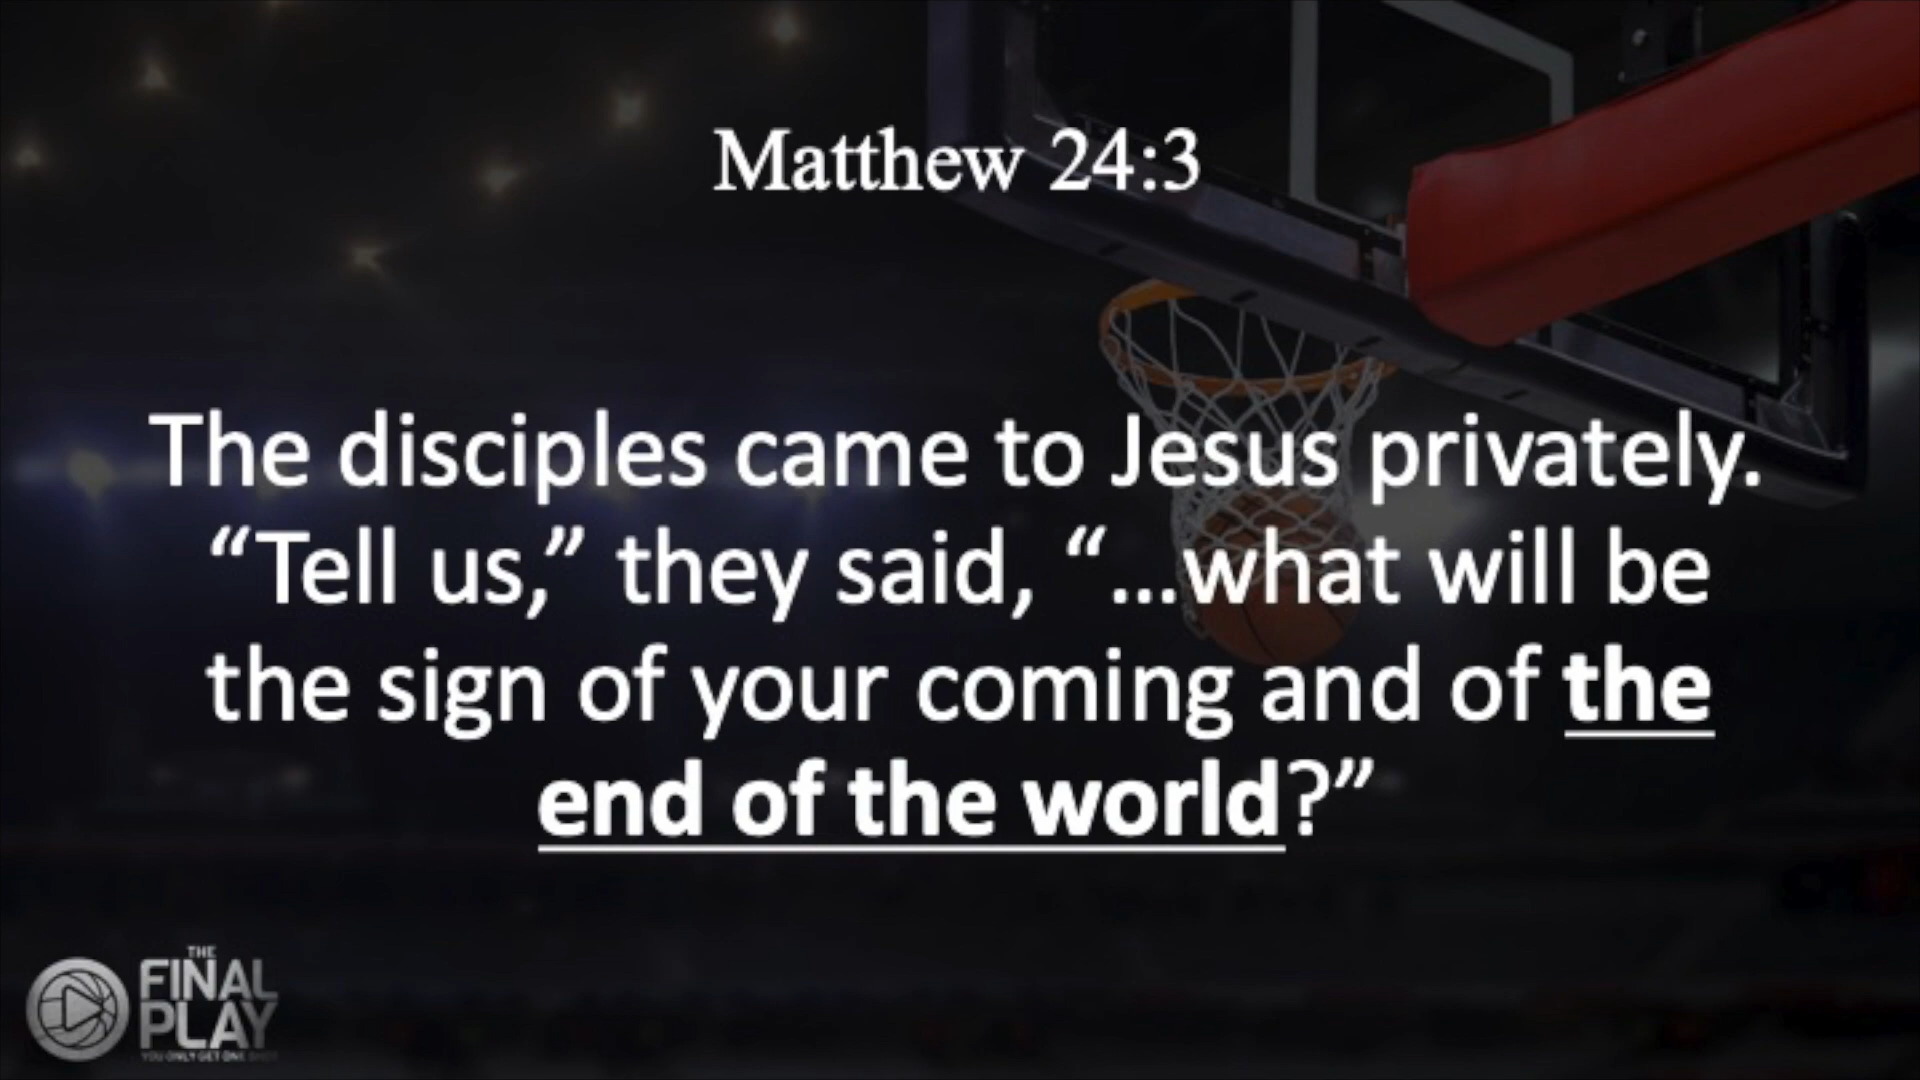 Matthew 24:3
The disciples came to Jesus privately.
“Tell us,” they said, “...what will be
the sign of your coming and of the
end of the world?”
THE
FINAL
PLAY
YOU ONLY GET ONE SHOT